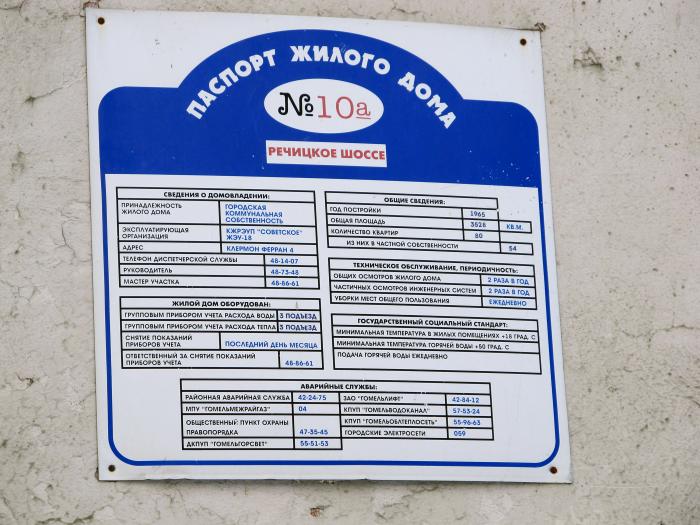 ПАСПОРТ ЖИЛОГО ДОМА
№10а
РЕЧИЦКОЕ ШОССЕ
СВЕДЕНИЯ О ДОМОВЛАДЕНИИ:
ПРИНАДЛЕЖНОСТЬ ЖИЛОГО ДОМА ГОРОДСКАЯ КОММУНАЛЬНАЯ СОБСТВЕННОСТЬ
ЭКСПЛУАТИРУЮЩАЯ ОРГАНИЗАЦИЯ КЖРЭУП "СОВЕТСКОЕ" ЖЭУ-18
АДРЕС КЛЕРМОН ФЕРРАН 4
ТЕЛЕФОН ДИСПЕТЧЕРСКОЙ СЛУЖБЫ 48-14-07
РУКОВОДИТЕЛЬ 48-73-48
МАСТЕР УЧАСТКА 48-86-61
ЖИЛОЙ ДОМ ОБОРУДОВАН:
ГРУППОВЫМ ПРИБОРОМ УЧЕТА РАСХОДА ВОДЫ 3 ПОДЪЕЗД
ГРУППОВЫМ ПРИБОРОМ УЧЕТА РАСХОДА ТЕПЛА 3 ПОДЪЕЗД
СНЯТИЕ ПОКАЗАНИЙ ПРИБОРОВ УЧЕТА ПОСЛЕДНИЙ ДЕНЬ МЕСЯЦА
ОТВЕТСТВЕННЫЙ ЗА СНЯТИЕ ПОКАЗАНИЙ ПРИБОРОВ УЧЕТА 48-86-61
ОБЩИЕ СВЕДЕНИЯ:
ГОД ПОСТРОЙКИ 1965
ОБЩАЯ ПЛОЩАДЬ 3528 КВ.М.
КОЛИЧЕСТВО КВАРТИР 80
ИЗ НИХ В ЧАСТНОЙ СОБСТВЕННОСТИ 54
ТЕХНИЧЕСКОЕ ОБСЛУЖИВАНИЕ, ПЕРИОДИЧНОСТЬ:
ОБЩИХ ОСМОТРОВ ЖИЛОГО ДОМА 2 РАЗА В ГОД
ЧАСТИЧНЫХ ОСМОТРОВ ИНЖЕНЕРНЫХ СИСТЕМ 2 РАЗА В ГОД
УБОРКИ МЕСТ ОБЩЕГО ПОЛЬЗОВАНИЯ ЕЖЕДНЕВНО
ГОСУДАРСТВЕННЫЙ СОЦИАЛЬНЫЙ СТАНДАРТ:
МИНИМАЛЬНАЯ ТЕМПЕРАТУРА В ЖИЛЫХ ПОМЕЩЕНИЯХ +18 ГРАД. С
МИНИМАЛЬНАЯ ТЕМПЕРАТУРА ГОРЯЧЕЙ ВОДЫ +50 ГРАД. С
ПОДАЧА ГОРЯЧЕЙ ВОДЫ ЕЖЕДНЕВНО
АВАРИЙНЫЕ СЛУЖБЫ:
РАЙОННАЯ АВАРИЙНАЯ СЛУЖБА 42-24-75
МПУ "ГОМЕЛЬМЕЖРАЙГАЗ" 04
ОБЩЕСТВЕННЫЙ ПУНКТ ОХРАНЫ ПРАВОПОРЯДКА 47-35-45
ДКПУП "ГОМЕЛЬГОРСВЕТ" 55-51-53
ЗАО "ГОМЕЛЬЛИФТ" 42-84-12
КПУП "ГОМЕЛЬВОДОКАНАЛ" 57-53-24
КПУП "ГОМЕЛЬОБЛТЕПЛОСЕТЬ" 55-96-63
ГОРОДСКИЕ ЭЛЕКТРОСЕТИ 059